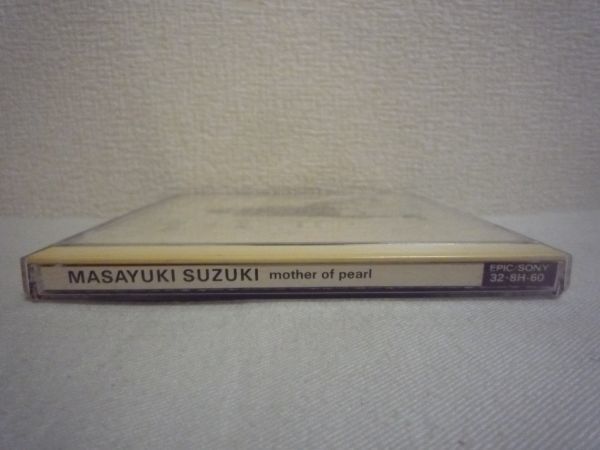 MASAYUKI SUZUKI mother of pearl
EPIC/SONY
32・8H-60